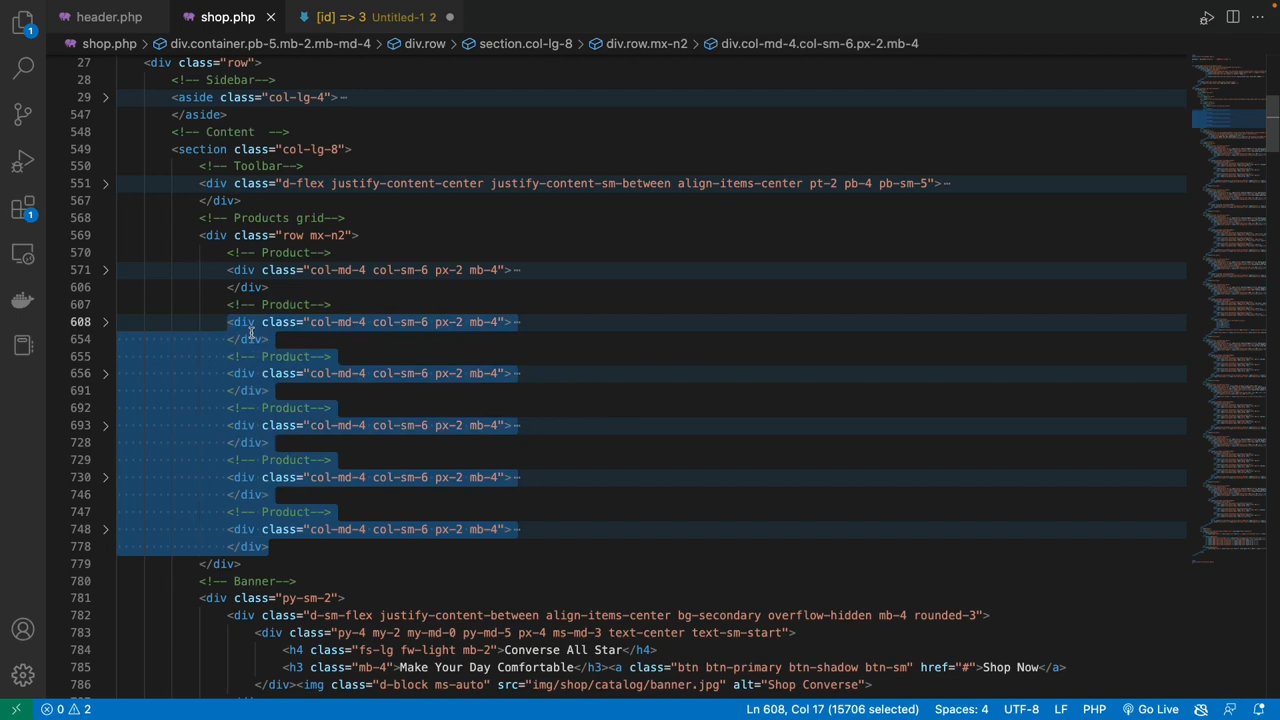 header.php shop.php [id] => 3 Untitled-1 2
shop.php > div.container.pb-5.mb-2.mb-md-4 > div.row > section.col-lg-8 > div.row.mx-n2 > div.col-md-4.col-sm-6.px-2.mb-4
27 <div class="row">
28 <!-- Sidebar-->
29 <aside class="col-lg-4">
547 </aside>
548 <!-- Content  -->
549 <section class="col-lg-8">
550 <!-- Toolbar-->
551 <div class="d-flex justify-content-center justify-content-sm-between align-items-center pt-2 pb-4 pb-sm-5">
567 </div>
568 <!-- Products grid-->
569 <div class="row mx-n2">
570 <!-- Product-->
571 <div class="col-md-4 col-sm-6 px-2 mb-4">
606 </div>
607 <!-- Product-->
608 <div class="col-md-4 col-sm-6 px-2 mb-4">
654 </div>
655 <!-- Product-->
656 <div class="col-md-4 col-sm-6 px-2 mb-4">
691 </div>
692 <!-- Product-->
693 <div class="col-md-4 col-sm-6 px-2 mb-4">
728 </div>
729 <!-- Product-->
730 <div class="col-md-4 col-sm-6 px-2 mb-4">
746 </div>
747 <!-- Product-->
748 <div class="col-md-4 col-sm-6 px-2 mb-4">
778 </div>
779 </div>
780 <!-- Banner-->
781 <div class="py-sm-2">
782 <div class="d-sm-flex justify-content-between align-items-center bg-secondary overflow-hidden mb-4 rounded-3">
783 <div class="py-4 my-2 my-md-0 py-md-5 px-4 ms-md-3 text-center text-sm-start">
784 <h4 class="fs-lg fw-light mb-2">Converse All Star</h4>
785 <h3 class="mb-4">Make Your Day Comfortable</h3><a class="btn btn-primary btn-shadow btn-sm" href="#">Shop Now</a>
786 </div><img class="d-block ms-auto" src="img/shop/catalog/banner.jpg" alt="Shop Converse">
0 2 Ln 608, Col 17 (15706 selected) Spaces: 4 UTF-8 LF PHP Go Live